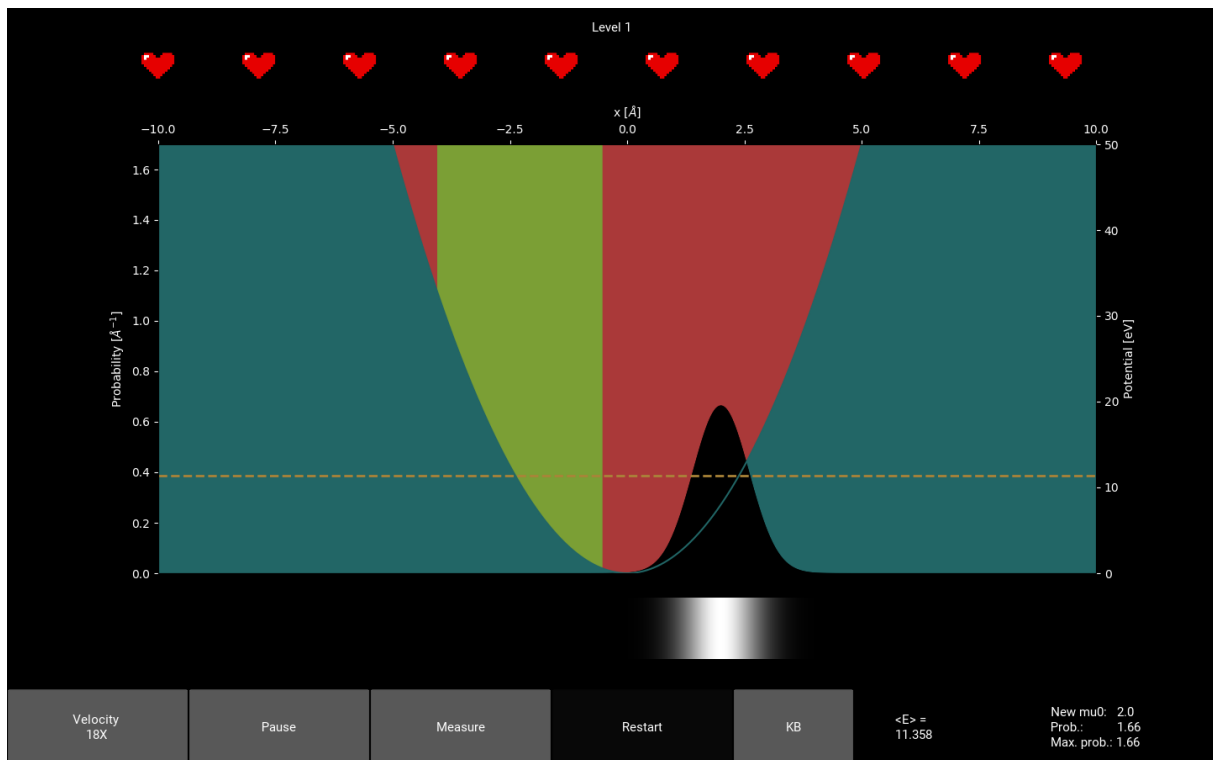 Level 1
x [Å]
−10.0 −7.5 −5.0 −2.5 0.0 2.5 5.0 7.5 10.0
1.6
1.4
1.2
1.0
0.8
0.6
0.4
0.2
0.0
Probability [Å⁻¹]
50
40
30
20
10
0
Potential [eV]
Velocity
18X
Pause
Measure
Restart
KB
<E> =
11.358
New mu0: 2.0
Prob.: 1.66
Max. prob.: 1.66